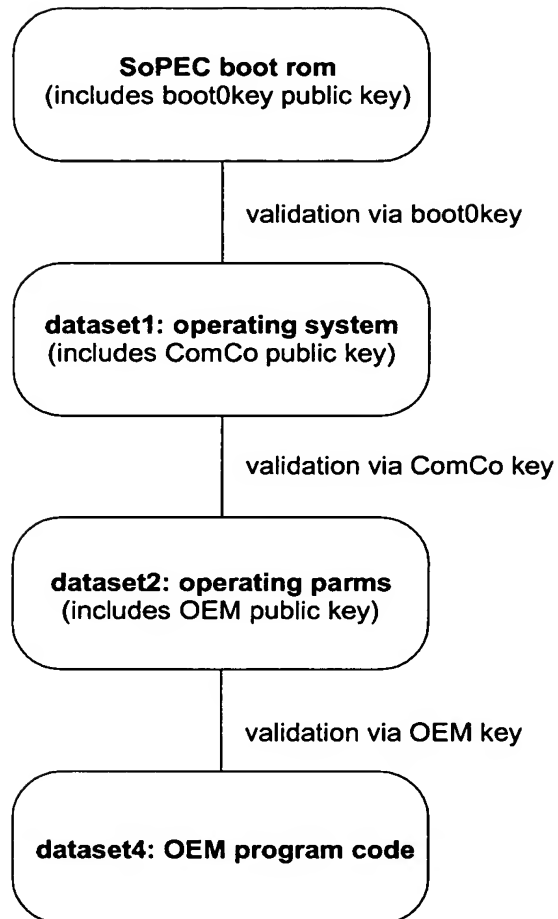 SoPEC boot rom
(includes boot0key public key)
validation via boot0key
dataset1: operating system
(includes ComCo public key)
validation via ComCo key
dataset2: operating parms
(includes OEM public key)
validation via OEM key
dataset4: OEM program code